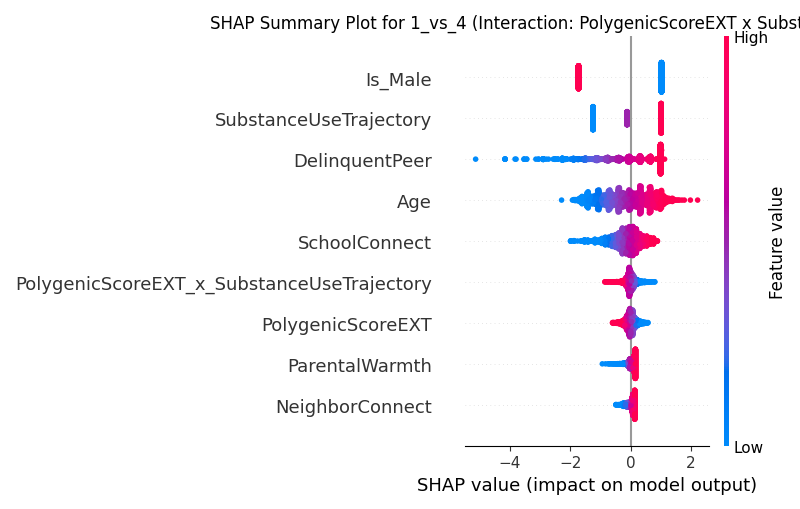 SHAP Summary Plot for 1_vs_4 (Interaction: PolygenicScoreEXT x Subst
High
Is_Male
SubstanceUseTrajectory
DelinquentPeer
Age
SchoolConnect
PolygenicScoreEXT_x_SubstanceUseTrajectory
PolygenicScoreEXT
ParentalWarmth
NeighborConnect
Feature value
Low
−4 −2 0 2
SHAP value (impact on model output)